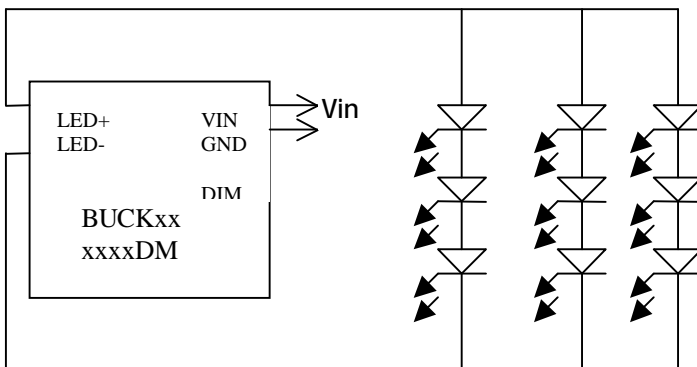 LED+ VIN
LED- GND
DIM
BUCKxx
xxxxDM
Vin